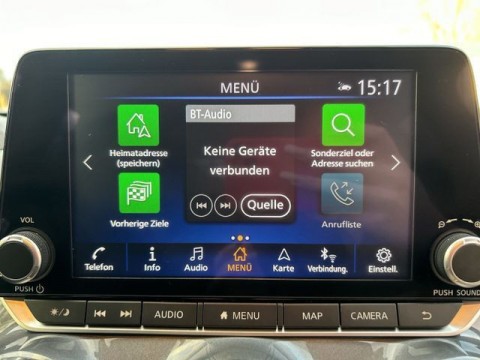 MENÜ
15:17
Heimatadresse
(speichern)
BT-Audio
Keine Geräte
verbunden
Sonderziel oder
Adresse suchen
Vorherige Ziele
Quelle
Anrufliste
Telefon
Info
Audio
MENÜ
Karte
Verbindung.
Einstell.
VOL
PUSH
PUSH SOUND
AUDIO
MENU
MAP
CAMERA